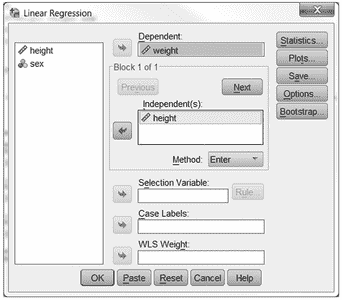 Linear Regression
height
sex
Dependent:
weight
Block 1 of 1
Previous
Next
Independent(s):
height
Method: Enter
Selection Variable:
Rule...
Case Labels:
WLS Weight:
Statistics...
Plots...
Save...
Options...
Bootstrap...
OK Paste Reset Cancel Help